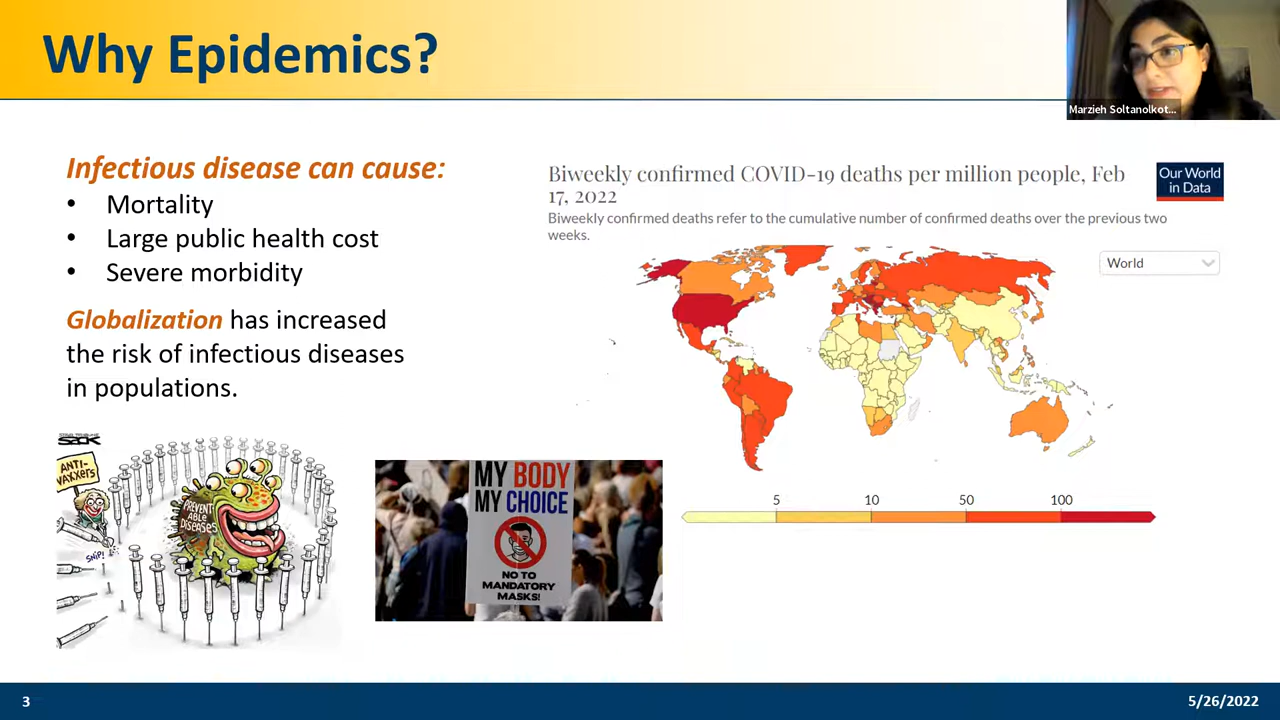 Why Epidemics?
Marzieh Soltanolkot...
Infectious disease can cause:
• Mortality
• Large public health cost
• Severe morbidity
Globalization has increased
the risk of infectious diseases
in populations.
Biweekly confirmed COVID-19 deaths per million people, Feb
17, 2022
Biweekly confirmed deaths refer to the cumulative number of confirmed deaths over the previous two
weeks.
Our World
in Data
World
5 10 50 100
SACK
ANTI-
VAXXERS
PREVENT
ABLE
DISEASES
SNIP!
MY BODY
MY CHOICE
NO TO
MANDATORY
MASKS!
3
5/26/2022